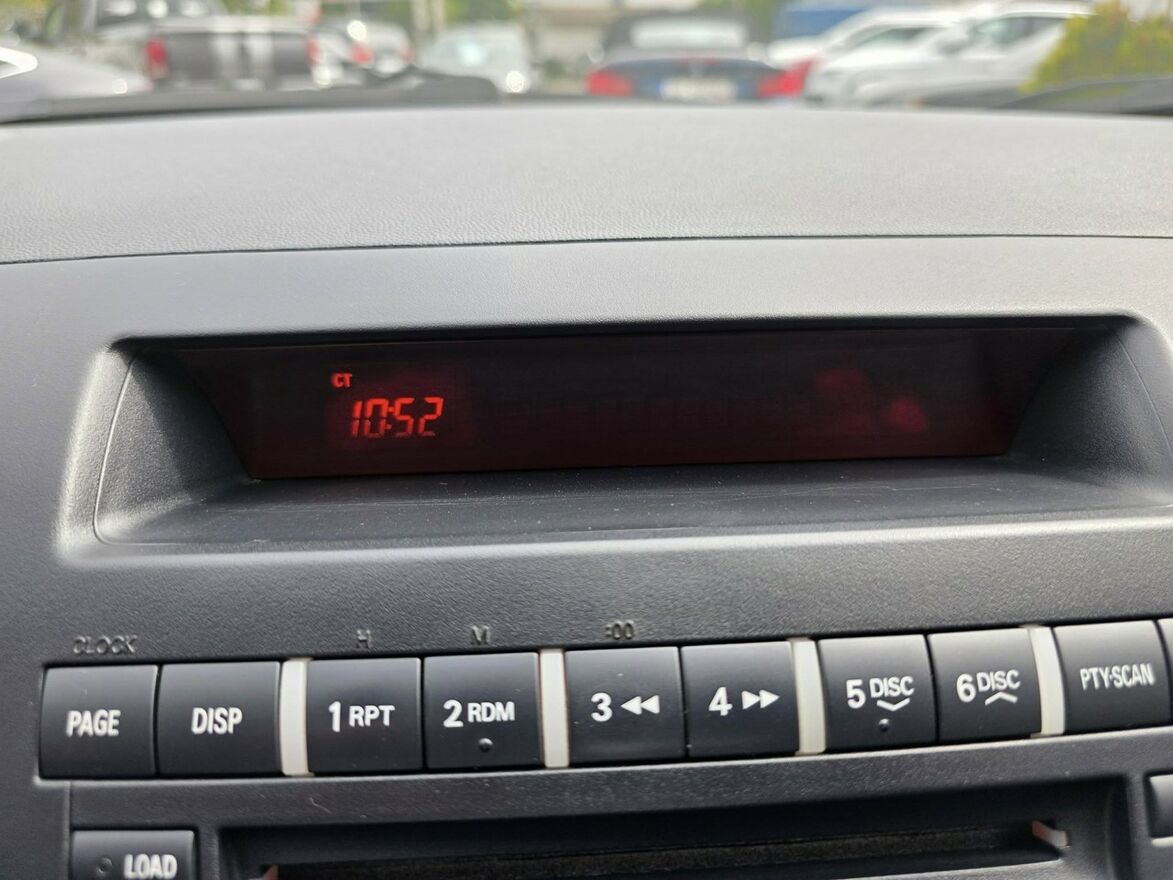 CT
10:52
CLOCK H M :00
PAGE DISP 1 RPT 2 RDM 3 ◀◀ 4 ▶▶ 5 DISC 6 DISC PTY·SCAN
LOAD